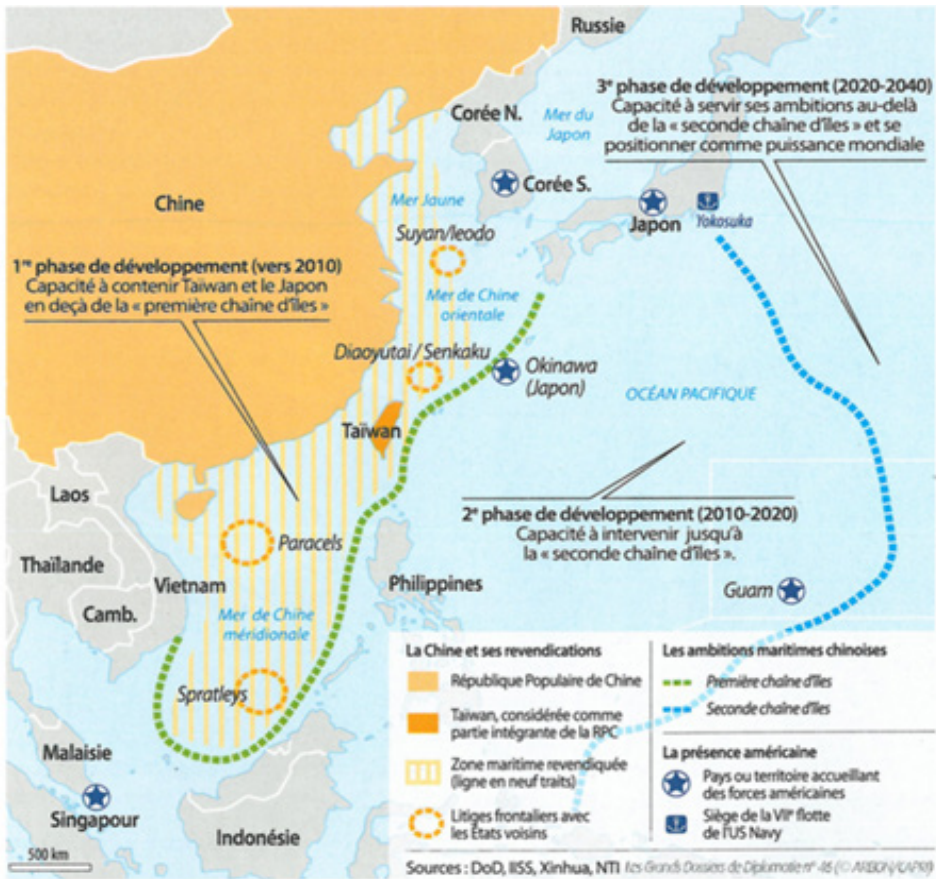 Russie
3ᵉ phase de développement (2020-2040)
Capacité à servir ses ambitions au-delà
de la « seconde chaîne d'îles » et se
positionner comme puissance mondiale
Corée N.
Mer du
Japon
Corée S.
Chine
Mer Jaune
Japon
Yokosuka
Suyan/Ieodo
1ʳᵉ phase de développement (vers 2010)
Capacité à contenir Taïwan et le Japon
en deçà de la « première chaîne d'îles »
Mer de Chine
orientale
Diaoyutai / Senkaku
Okinawa
(Japon)
OCÉAN PACIFIQUE
Taïwan
Laos
2ᵉ phase de développement (2010-2020)
Capacité à intervenir jusqu'à
la « seconde chaîne d'îles ».
Paracels
Thaïlande
Vietnam
Philippines
Guam
Camb.
Mer de Chine
méridionale
Spratleys
Malaisie
Singapour
Indonésie
500 km
La Chine et ses revendications
République Populaire de Chine
Taïwan, considérée comme
partie intégrante de la RPC
Zone maritime revendiquée
(ligne en neuf traits)
Litiges frontaliers avec
les États voisins
Les ambitions maritimes chinoises
Première chaîne d'îles
Seconde chaîne d'îles
La présence américaine
Pays ou territoire accueillant
des forces américaines
Siège de la VIIᵉ flotte
de l'US Navy
Sources : DoD, IISS, Xinhua, NTI Les Grands Dossiers de Diplomatie n°